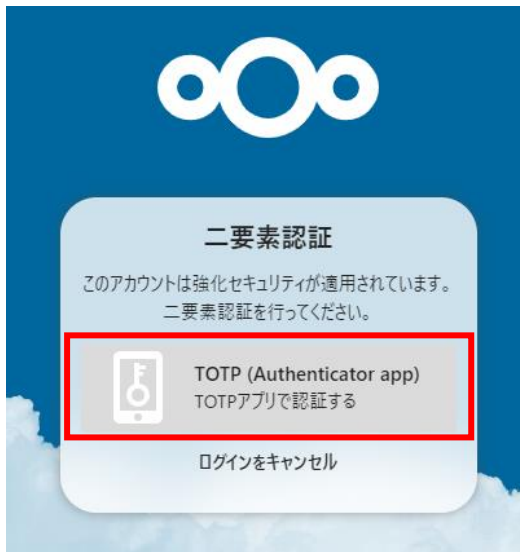 二要素認証
このアカウントは強化セキュリティが適用されています。
二要素認証を行ってください。
TOTP (Authenticator app)
TOTPアプリで認証する
ログインをキャンセル